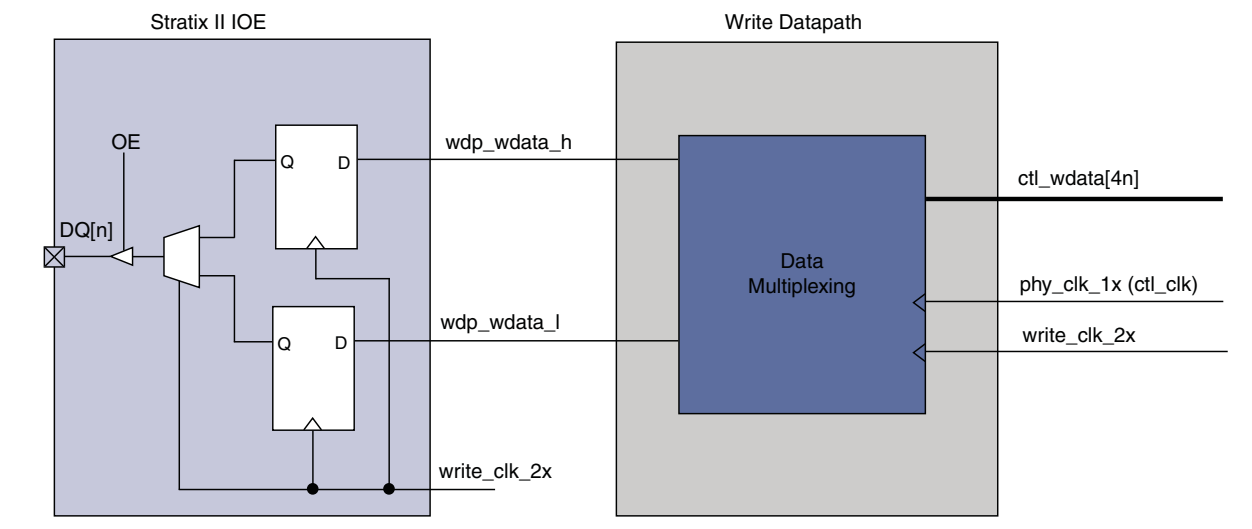 Stratix II IOE
Write Datapath
OE
Q
D
wdp_wdata_h
ctl_wdata[4n]
DQ[n]
Data
Multiplexing
phy_clk_1x (ctl_clk)
wdp_wdata_l
write_clk_2x
Q
D
write_clk_2x